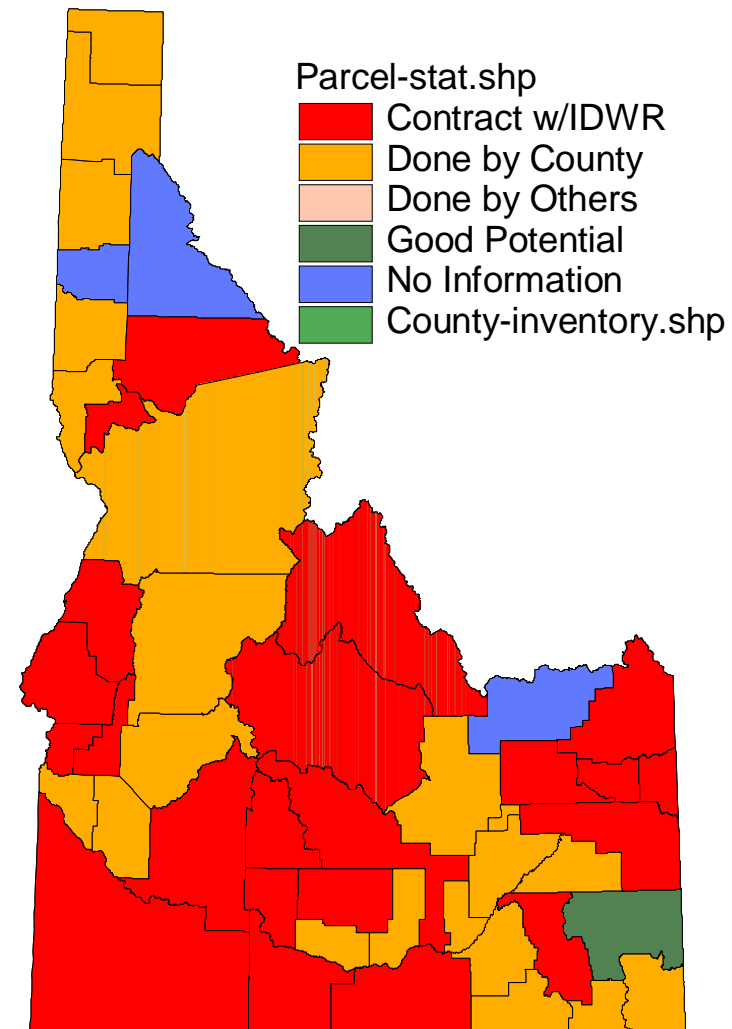 Parcel-stat.shp
Contract w/IDWR
Done by County
Done by Others
Good Potential
No Information
County-inventory.shp